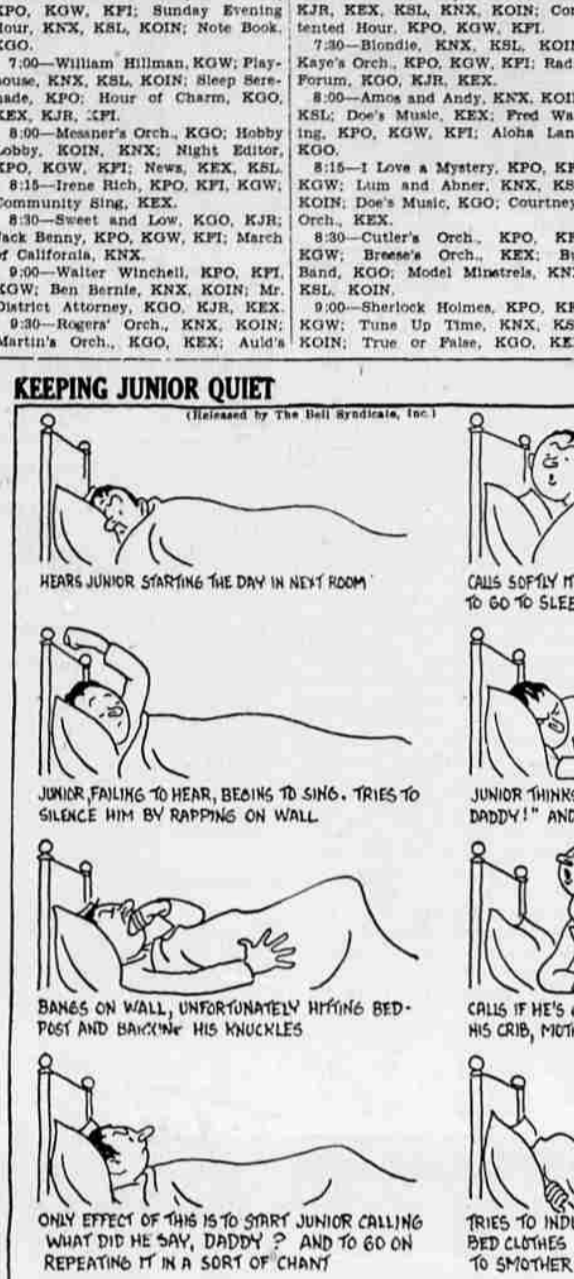 KPO, KGW, KFI; Sunday Evening
Hour, KNX, KSL, KOIN; Note Book,
KGO.
7:00—William Hillman, KGW; Play-
house, KNX, KSL, KOIN; Sleep Sere-
nade, KPO; Hour of Charm, KGO,
KEX, KJR, KFI.
8:00—Messner's Orch., KGO; Hobby
Lobby, KOIN, KNX; Night Editor,
KPO, KGW, KFI; News, KEX, KSL.
8:15—Irene Rich, KPO, KFI, KGW;
Community Sing, KEX.
8:30—Sweet and Low, KGO, KJR;
Jack Benny, KPO, KGW, KFI; March
of California, KNX.
9:00—Walter Winchell, KPO, KFI,
KGW; Ben Bernie, KNX, KOIN; Mr.
District Attorney, KGO, KJR, KEX.
9:30—Rogers' Orch., KNX, KOIN;
Martin's Orch., KGO, KEX; Auld's
KJR, KEX, KSL, KNX, KOIN; Con
tented Hour, KPO, KGW, KFI.
7:30—Blondie, KNX, KSL, KOIN
Kaye's Orch., KPO, KGW, KFI; Rad
Forum, KGO, KJR, KEX.
8:00—Amos and Andy, KNX, KOI
KSL; Doe's Music, KEX; Fred Wa
ing, KPO, KGW, KFI; Aloha Lan
KGO.
8:15—I Love a Mystery, KPO, KF
KGW; Lum and Abner, KNX, KS
KOIN; Doe's Music, KGO; Courtney
Orch., KEX.
8:30—Cutler's Orch., KPO, KF
KGW; Breese's Orch., KEX; Bu
Band, KGO; Model Minstrels, KN
KSL, KOIN.
9:00—Sherlock Holmes, KPO, KF
KGW; Tune Up Time, KNX, KS
KOIN; True or False, KGO, KE
KEEPING JUNIOR QUIET
(Released by The Bell Syndicate, Inc.)
HEARS JUNIOR STARTING THE DAY IN NEXT ROOM
CALLS SOFTLY
TO GO TO SLEE
JUNIOR, FAILING TO HEAR, BEGINS TO SING. TRIES TO
SILENCE HIM BY RAPPING ON WALL
JUNIOR THINKS
DADDY!" AND
BANGS ON WALL, UNFORTUNATELY HITTING BED-
POST AND HIS KNUCKLES
CALLS IF HE'S
HIS CRIB, MOTH
ONLY EFFECT OF THIS IS TO START JUNIOR CALLING
WHAT DID HE SAY, DADDY? AND TO GO ON
REPEATING IT IN A SORT OF CHANT
TRIES TO INDU
BED CLOTHES
TO SMOTHER